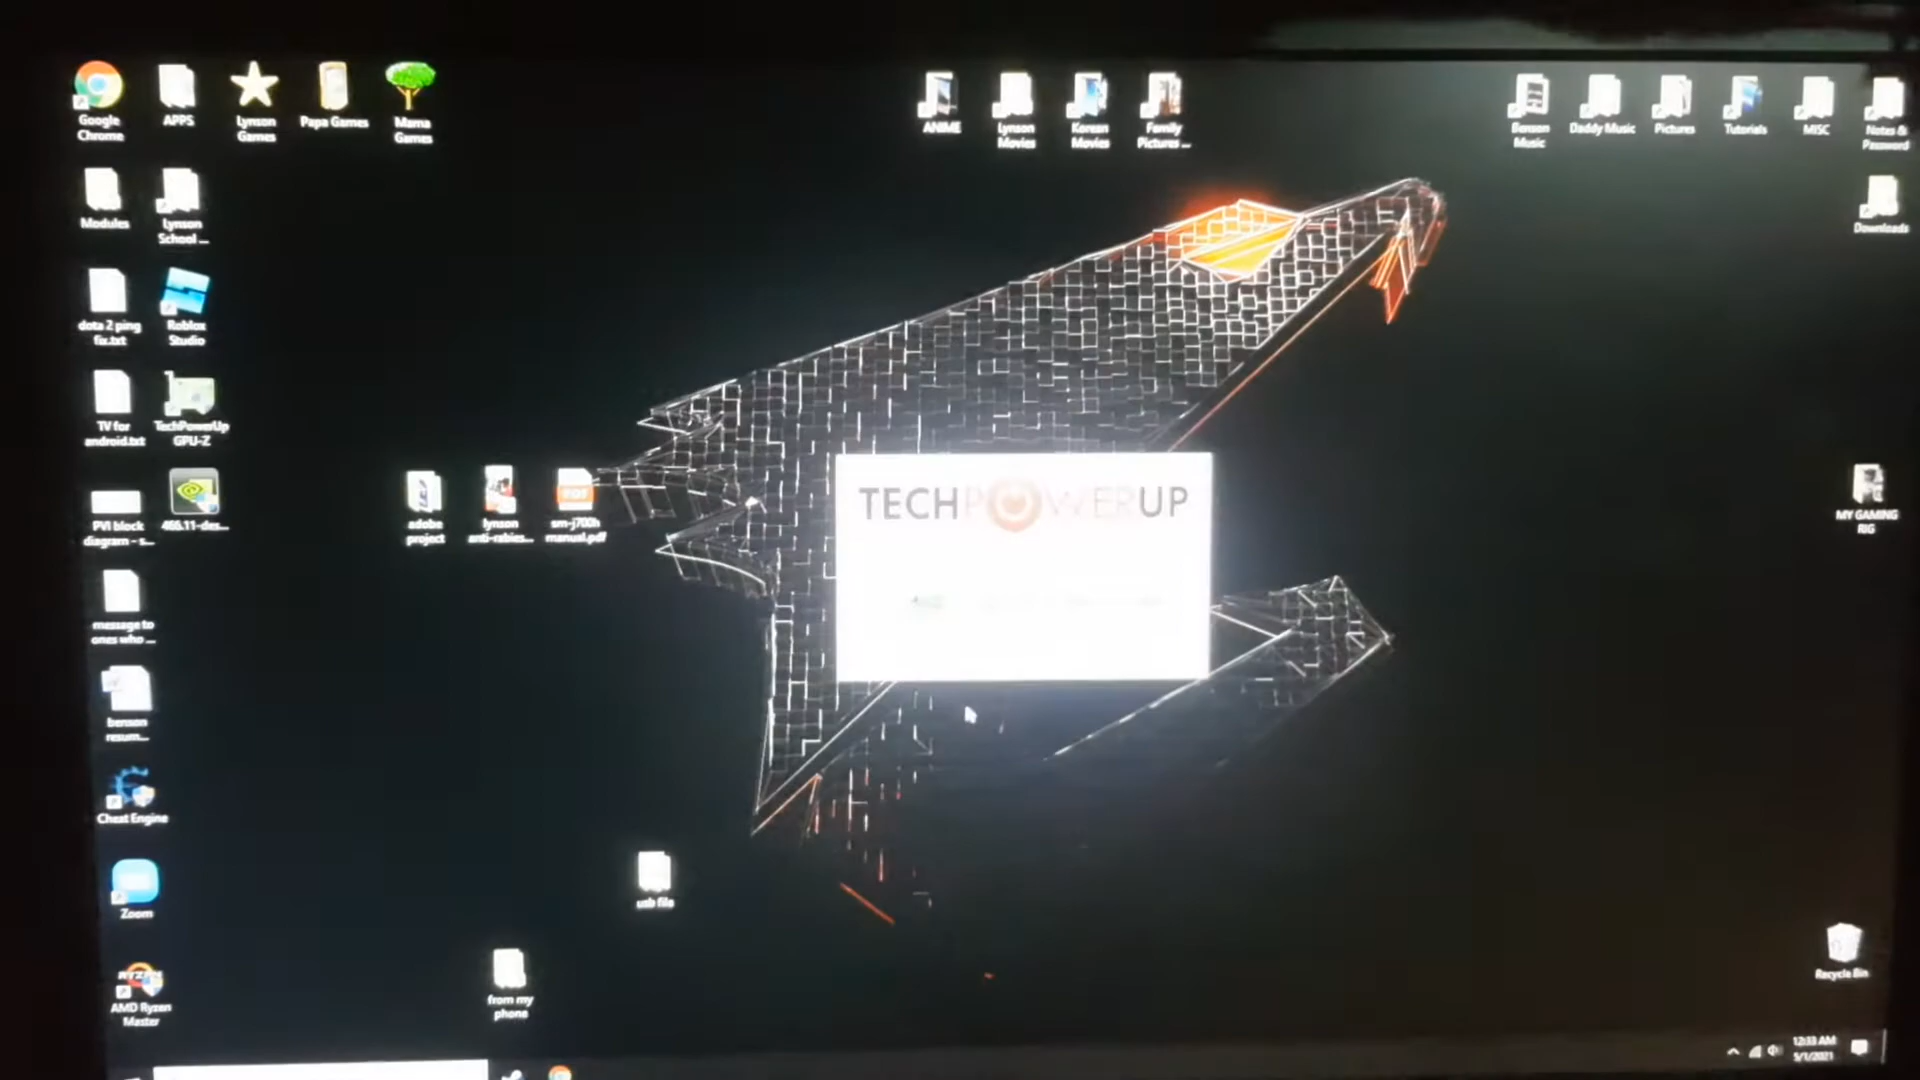 Google
Chrome
APPS
Lynson
Games
Papa Games
Mama
Games
ANIME
Lynson
Movies
Korean
Movies
Family
Pictures ...
Benson
Music
Daddy Music
Pictures
Tutorials
MISC
Notes &
Password
Modules
Lynson
School ...
Downloads
dota 2 ping
fix.txt
Roblox
Studio
TV for
android.txt
TechPowerUp
GPU-Z
PVI block
diagram - s...
466.11-des...
adobe
project
lynson
anti-rabies...
PDF
sm-j700h
manual.pdf
TECHPOWERUP
MY GAMING
RIG
message to
ones who ...
benson
resum...
Cheat Engine
Zoom
usb file
RYZEN
AMD Ryzen
Master
from my
phone
Recycle Bin
12:33 AM
5/1/2021